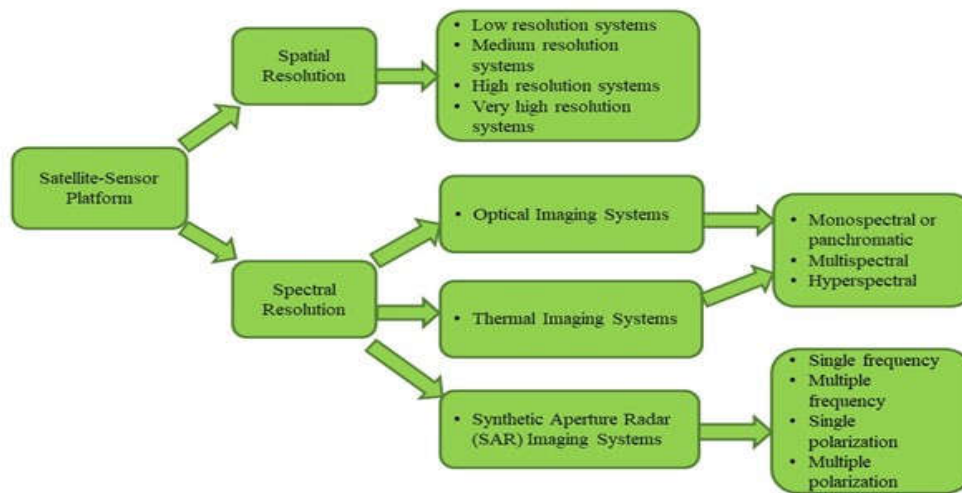 Satellite-Sensor
Platform
Spatial
Resolution
• Low resolution systems
• Medium resolution
systems
• High resolution systems
• Very high resolution
systems
Spectral
Resolution
• Optical Imaging Systems
• Thermal Imaging Systems
• Synthetic Aperture Radar
(SAR) Imaging Systems
• Monospectral or
panchromatic
• Multispectral
• Hyperspectral
• Single frequency
• Multiple
frequency
• Single
polarization
• Multiple
polarization